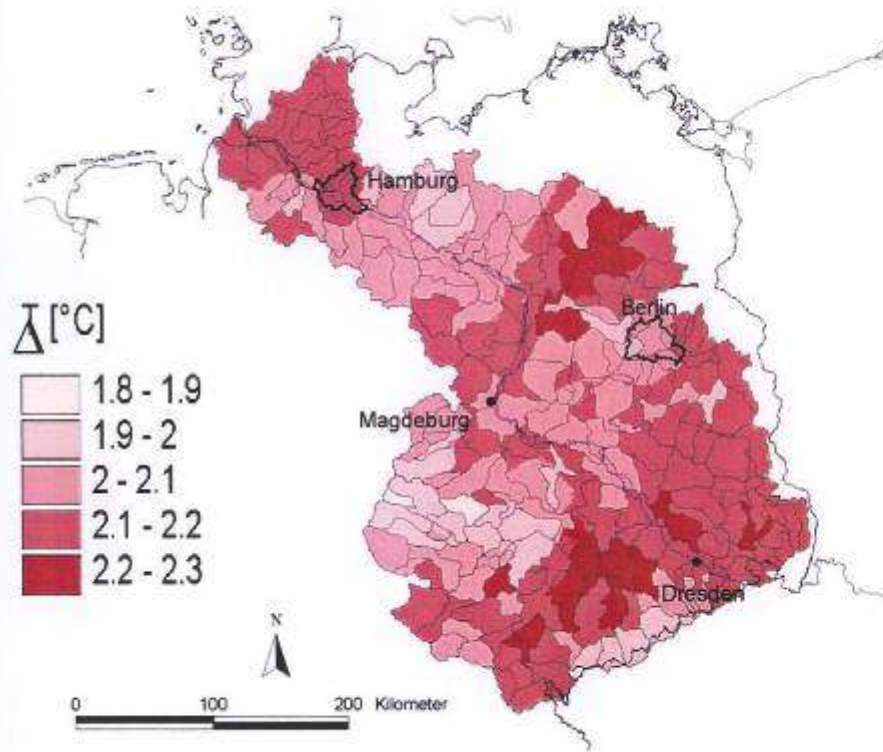 Hamburg
Berlin
Δ̅ [°C]
1.8 - 1.9
1.9 - 2
2 - 2.1
2.1 - 2.2
2.2 - 2.3
Magdeburg
Dresden
N
0 100 200 Kilometer